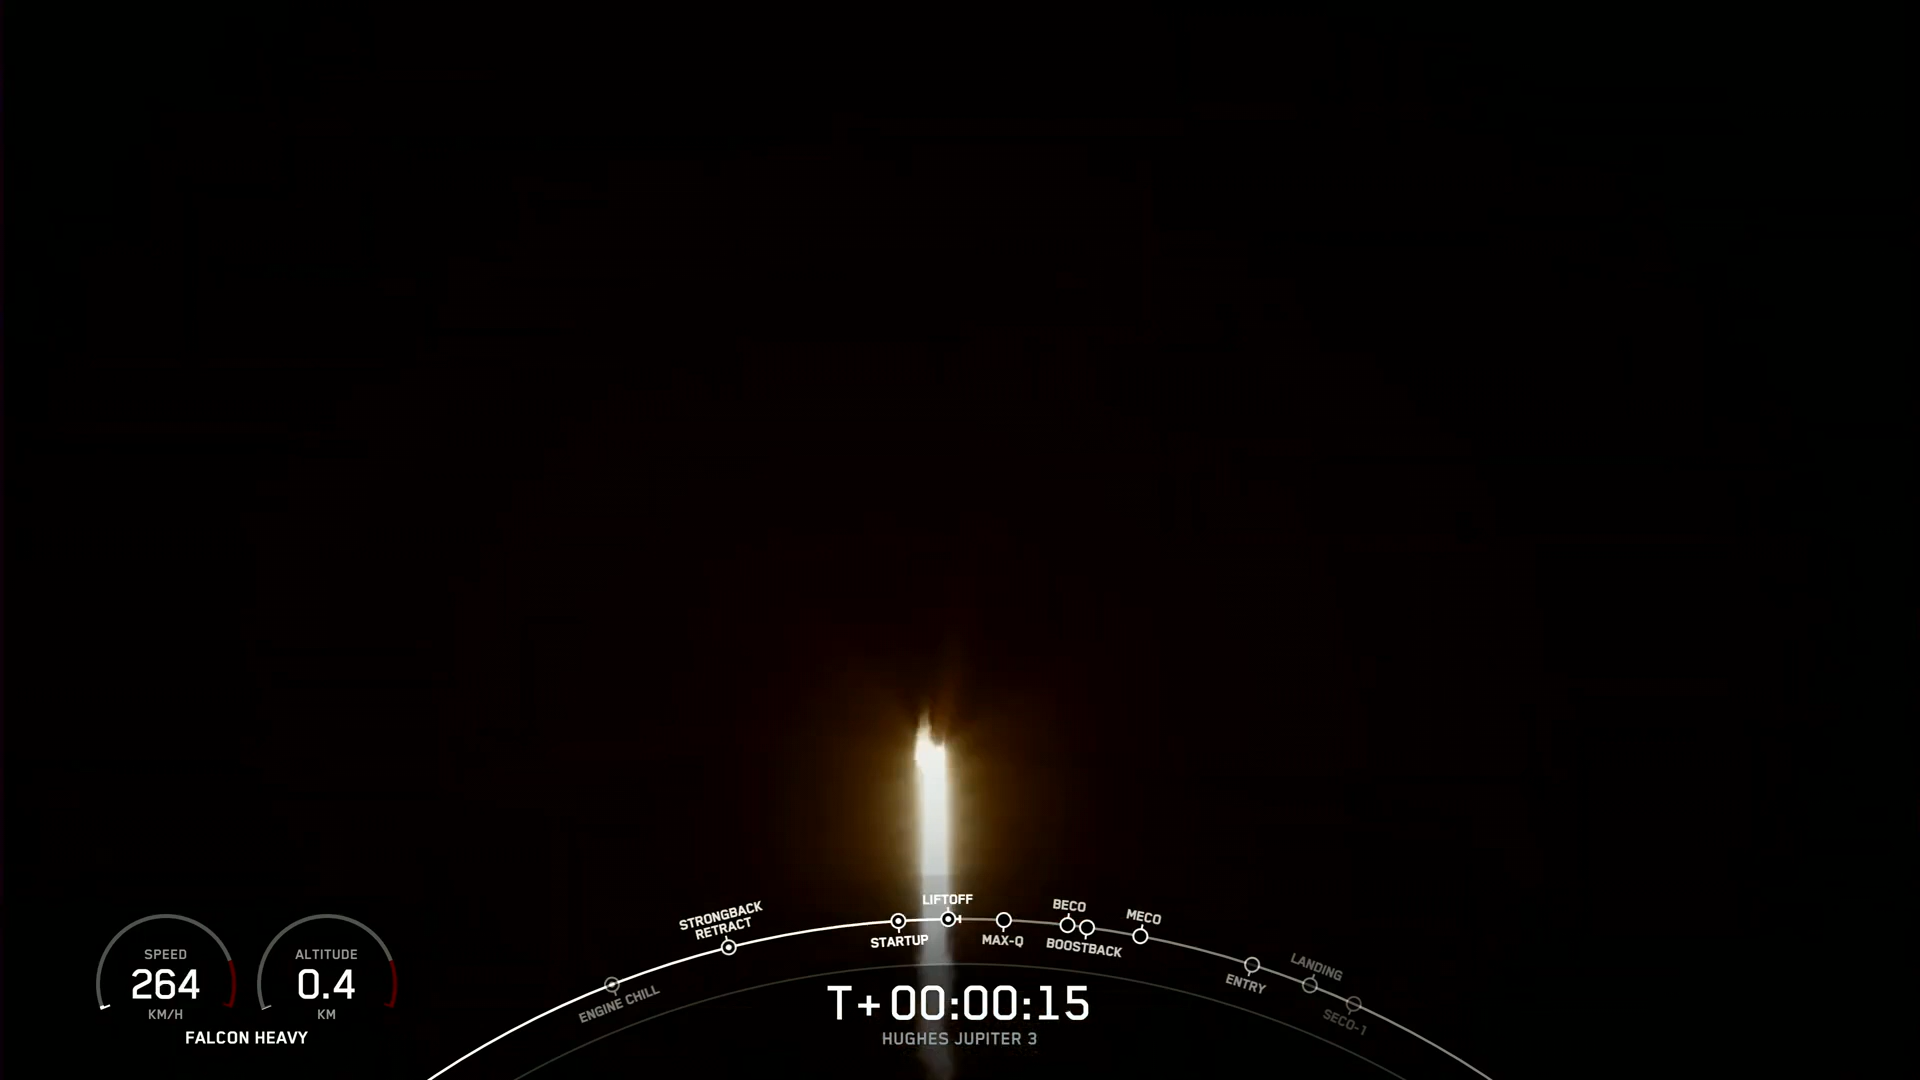 SPEED
264
KM/H
ALTITUDE
0.4
KM
FALCON HEAVY
ENGINE CHILL
STRONGBACK
RETRACT
STARTUP
LIFTOFF
MAX-Q
BECO
BOOSTBACK
MECO
ENTRY
LANDING
SECO-1
T+00:00:15
HUGHES JUPITER 3